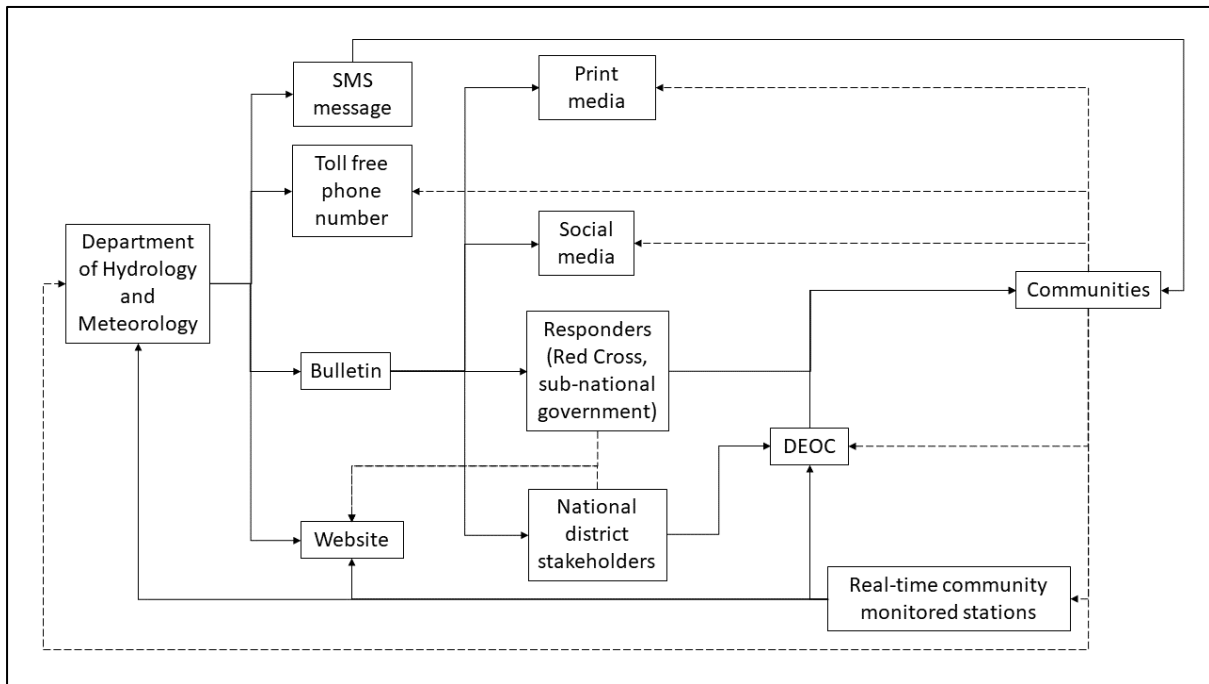 SMS
message
Print
media
Toll free
phone
number
Department
of Hydrology
and
Meteorology
Social
media
Communities
Bulletin
Responders
(Red Cross,
sub-national
government)
DEOC
National
district
stakeholders
Website
Real-time community
monitored stations